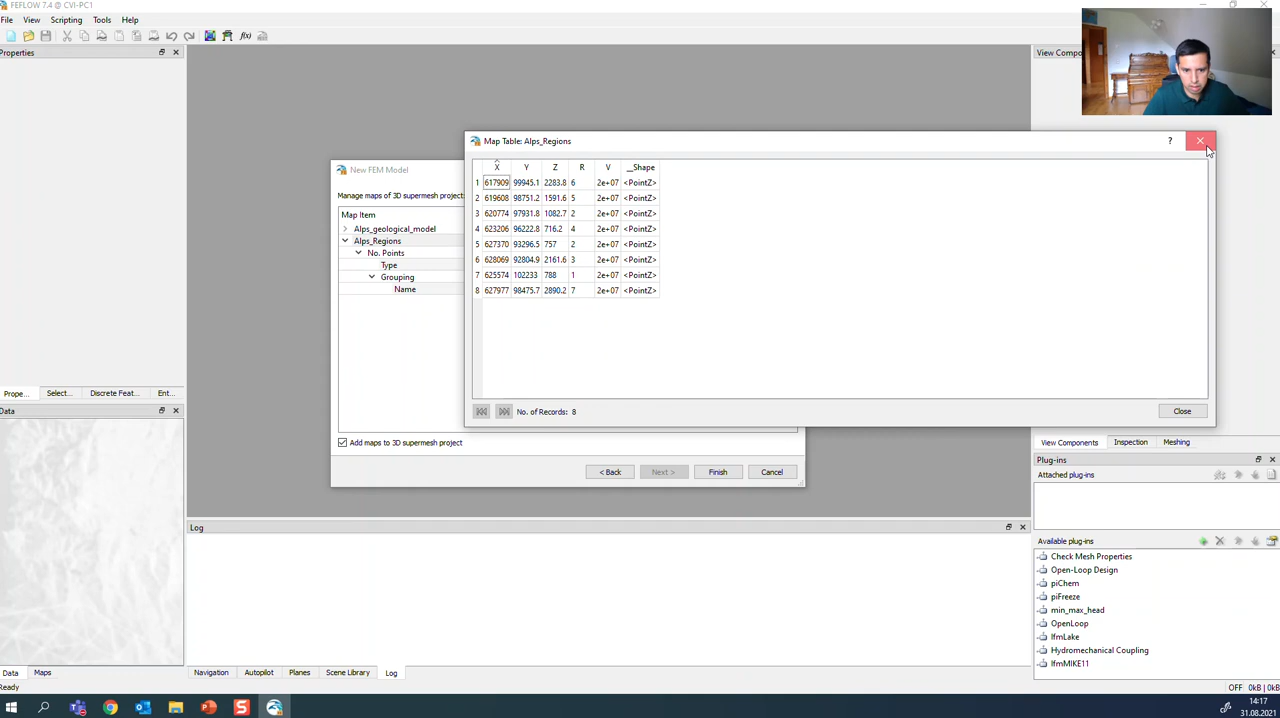 FEFLOW 7.4 @ CVI-PC1
File View Scripting Tools Help
f(x)
Properties
View Compo
Map Table: Alps_Regions
New FEM Model
Manage maps of 3D supermesh project:
Map Item
Alps_geological_model
Alps_Regions
No. Points
Type
Grouping
Name
X Y Z R V __Shape
1 617909 99945.1 2283.8 6 2e+07 <PointZ>
2 619608 98751.2 1591.6 5 2e+07 <PointZ>
3 620774 97931.8 1082.7 2 2e+07 <PointZ>
4 623206 96222.8 716.2 4 2e+07 <PointZ>
5 627370 93296.5 757 2 2e+07 <PointZ>
6 628069 92804.9 2161.6 3 2e+07 <PointZ>
7 625574 102233 788 1 2e+07 <PointZ>
8 627977 98475.7 2890.2 7 2e+07 <PointZ>
No. of Records: 8
Close
Add maps to 3D supermesh project
< Back Next > Finish Cancel
Prope... Select... Discrete Feat... Ent...
Data
View Components Inspection Meshing
Plug-ins
Attached plug-ins
Available plug-ins
Check Mesh Properties
Open-Loop Design
piChem
piFreeze
min_max_head
OpenLoop
IfmLake
Hydromechanical Coupling
IfmMIKE11
Log
Data Maps
Navigation Autopilot Planes Scene Library Log
Ready
OFF 0kB | 0kB
14:17
31.08.2021